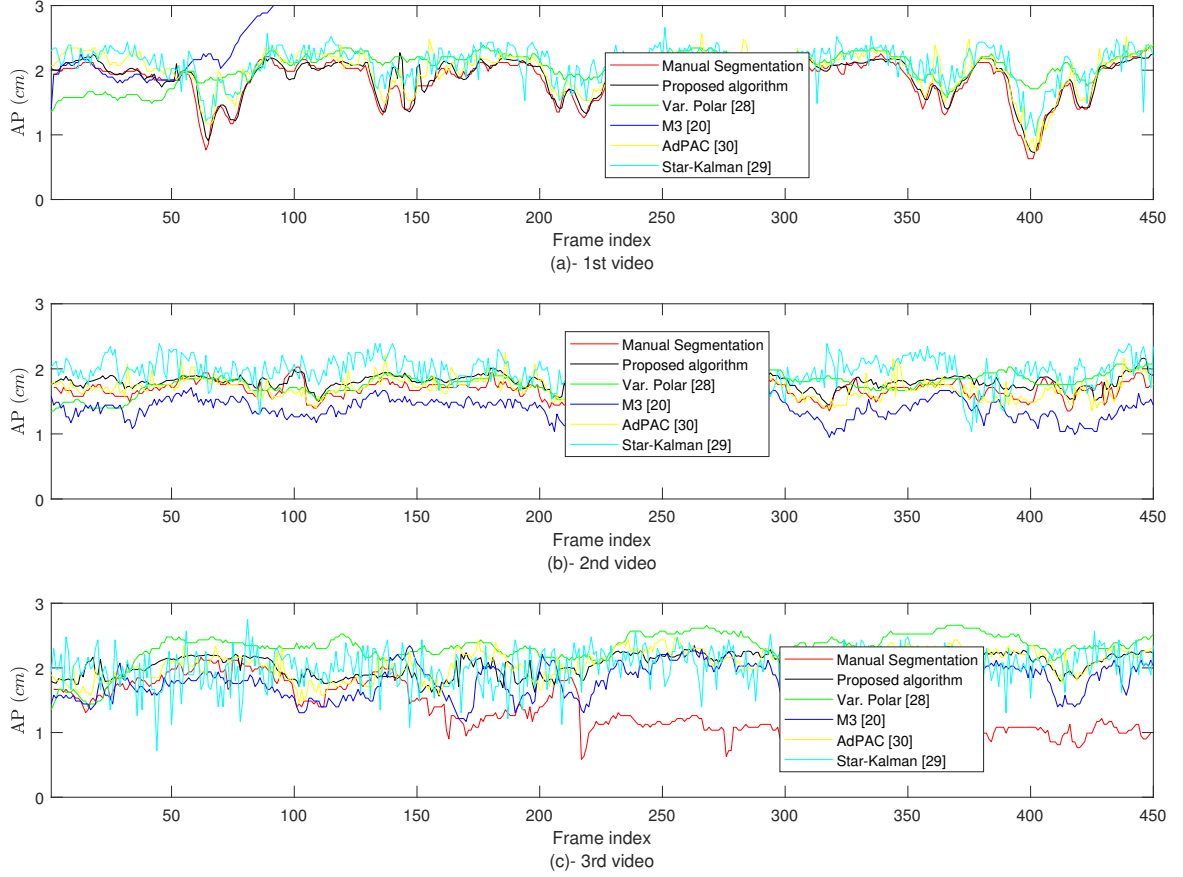 3
2
1
0
AP (cm)
Manual Segmentation
Proposed algorithm
Var. Polar [28]
M3 [20]
AdPAC [30]
Star-Kalman [29]
50 100 150 200 250 300 350 400 450
Frame index
(a)- 1st video
3
2
1
0
AP (cm)
Manual Segmentation
Proposed algorithm
Var. Polar [28]
M3 [20]
AdPAC [30]
Star-Kalman [29]
50 100 150 200 250 300 350 400 450
Frame index
(b)- 2nd video
3
2
1
0
AP (cm)
Manual Segmentation
Proposed algorithm
Var. Polar [28]
M3 [20]
AdPAC [30]
Star-Kalman [29]
50 100 150 200 250 300 350 400 450
Frame index
(c)- 3rd video